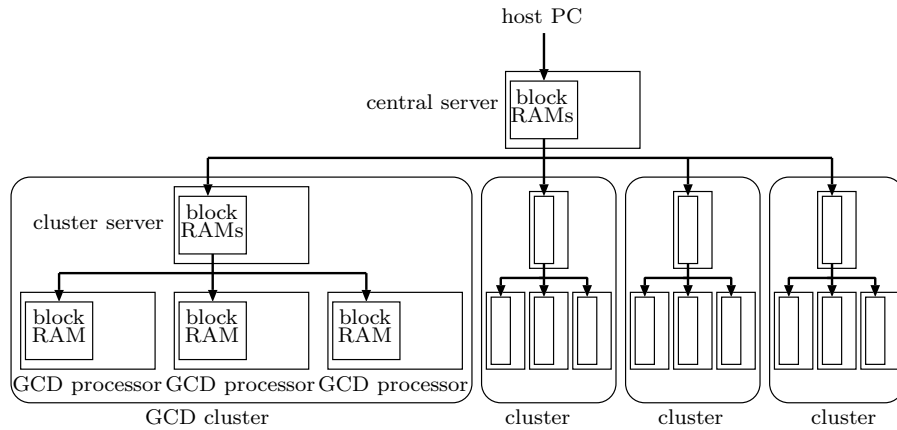 host PC
central server
block
RAMs
cluster server
block
RAMs
block
RAM
block
RAM
block
RAM
GCD processor
GCD processor
GCD processor
GCD cluster
cluster
cluster
cluster